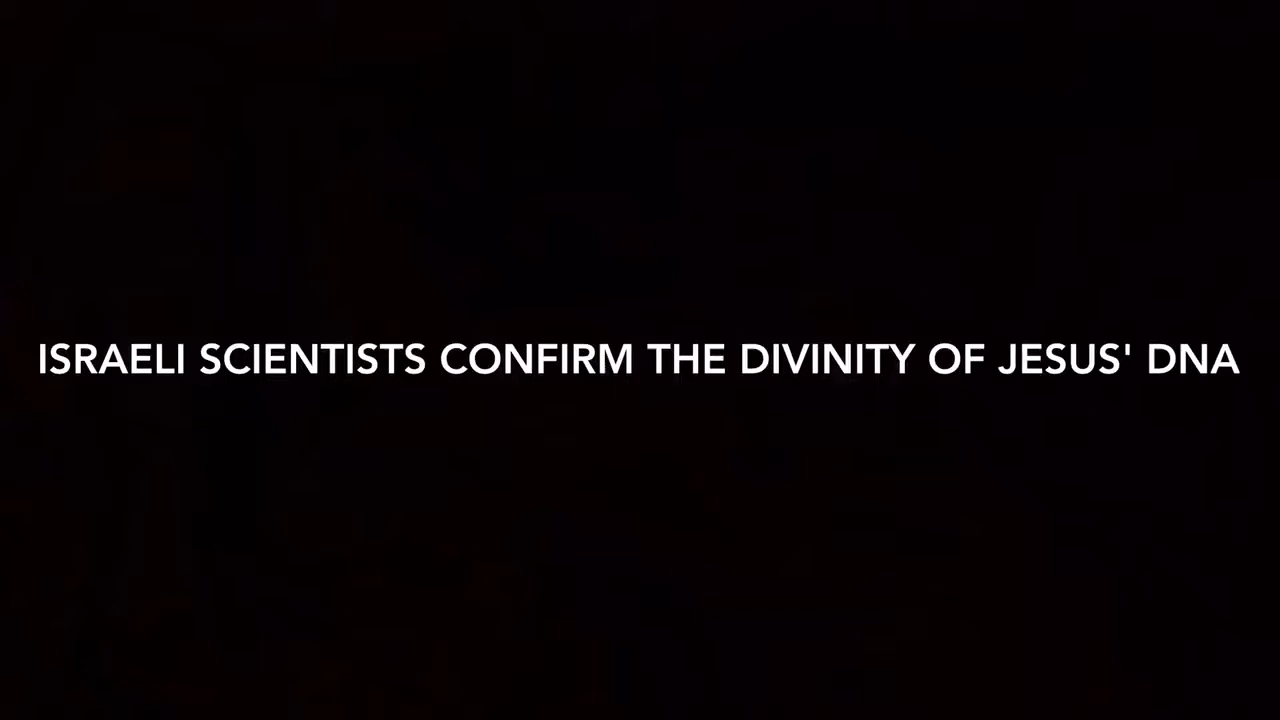 ISRAELI SCIENTISTS CONFIRM THE DIVINITY OF JESUS' DNA